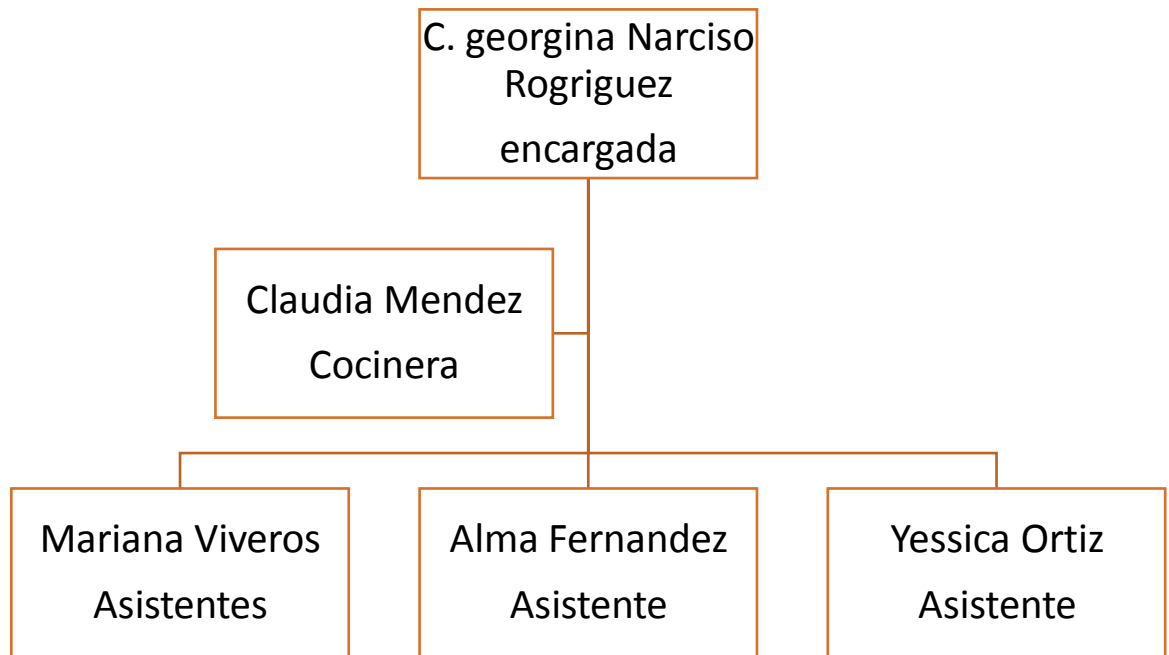 C. georgina Narciso
Rogriguez
encargada
Claudia Mendez
Cocinera
Mariana Viveros
Asistentes
Alma Fernandez
Asistente
Yessica Ortiz
Asistente